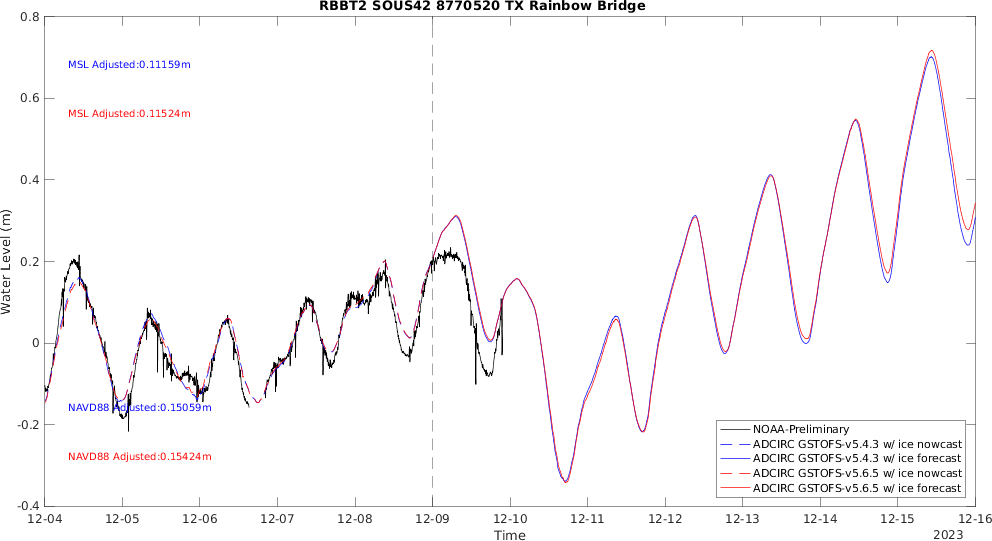 RBBT2 SOUS42 8770520 TX Rainbow Bridge
0.8
0.6
0.4
0.2
0
-0.2
-0.4
Water Level (m)
MSL Adjusted:0.11159m
MSL Adjusted:0.11524m
NAVD88 Adjusted:0.15059m
NAVD88 Adjusted:0.15424m
NOAA-Preliminary
ADCIRC GSTOFS-v5.4.3 w/ ice nowcast
ADCIRC GSTOFS-v5.4.3 w/ ice forecast
ADCIRC GSTOFS-v5.6.5 w/ ice nowcast
ADCIRC GSTOFS-v5.6.5 w/ ice forecast
12-04 12-05 12-06 12-07 12-08 12-09 12-10 12-11 12-12 12-13 12-14 12-15 12-16
Time
2023